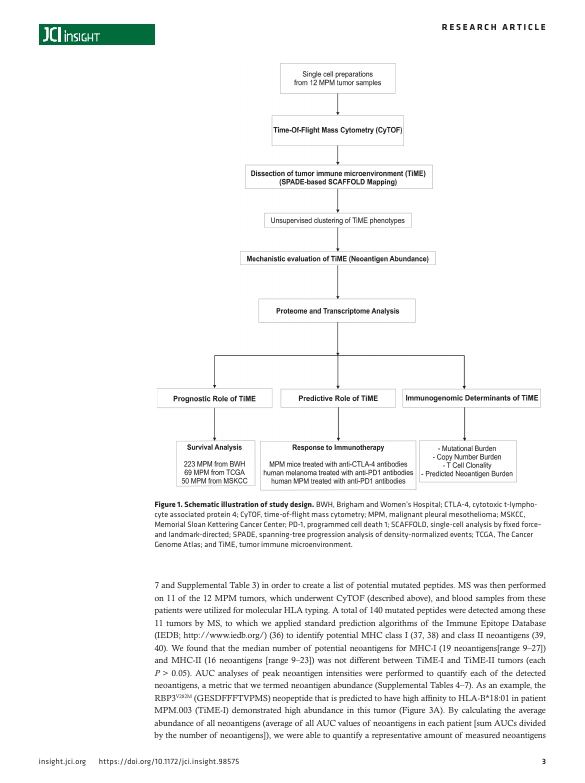 JCI INSIGHT
RESEARCH ARTICLE
Single cell preparations
from 12 MPM tumor samples
Time-Of-Flight Mass Cytometry (CyTOF)
Dissection of tumor immune microenvironment (TiME)
(SPADE-based SCAFFOLD Mapping)
Unsupervised clustering of TiME phenotypes
Mechanistic evaluation of TiME (Neoantigen Abundance)
Proteome and Transcriptome Analysis
Prognostic Role of TiME
Predictive Role of TiME
Immunogenomic Determinants of TiME
Survival Analysis
223 MPM from BWH
69 MPM from TCGA
50 MPM from MSKCC
Response to Immunotherapy
MPM mice treated with anti-CTLA-4 antibodies
human melanoma treated with anti-PD1 antibodies
human MPM treated with anti-PD1 antibodies
- Mutational Burden
- Copy Number Burden
- T Cell Clonality
- Predicted Neoantigen Burden
Figure 1. Schematic illustration of study design. BWH, Brigham and Women's Hospital; CTLA-4, cytotoxic t-lympho-
cyte associated protein 4; CyTOF, time-of-flight mass cytometry; MPM, malignant pleural mesothelioma; MSKCC,
Memorial Sloan Kettering Cancer Center; PD-1, programmed cell death 1; SCAFFOLD, single-cell analysis by fixed force–
and landmark-directed; SPADE, spanning-tree progression analysis of density-normalized events; TCGA, The Cancer
Genome Atlas; and TiME, tumor immune microenvironment.
7 and Supplemental Table 3) in order to create a list of potential mutated peptides. MS was then performed
on 11 of the 12 MPM tumors, which underwent CyTOF (described above), and blood samples from these
patients were utilized for molecular HLA typing. A total of 140 mutated peptides were detected among these
11 tumors by MS, to which we applied standard prediction algorithms of the Immune Epitope Database
(IEDB; http://www.iedb.org/) (36) to identify potential MHC class I (37, 38) and class II neoantigens (39,
40). We found that the median number of potential neoantigens for MHC-I (19 neoantigens[range 9–27])
and MHC-II (16 neoantigens [range 9–23]) was not different between TiME-I and TiME-II tumors (each
P > 0.05). AUC analyses of peak neoantigen intensities were performed to quantify each of the detected
neoantigens, a metric that we termed neoantigen abundance (Supplemental Tables 4–7). As an example, the
(GESDFFFTVPMS) neopeptide that is predicted to have high affinity to HLA-B*18:01 in patient
MPM.003 (TiME-I) demonstrated high abundance in this tumor (Figure 3A). By calculating the average
abundance of all neoantigens (average of all AUC values of neoantigens in each patient [sum AUCs divided
by the number of neoantigens]), we were able to quantify a representative amount of measured neoantigens
insight.jci.org https://doi.org/10.1172/jci.insight.98575
3